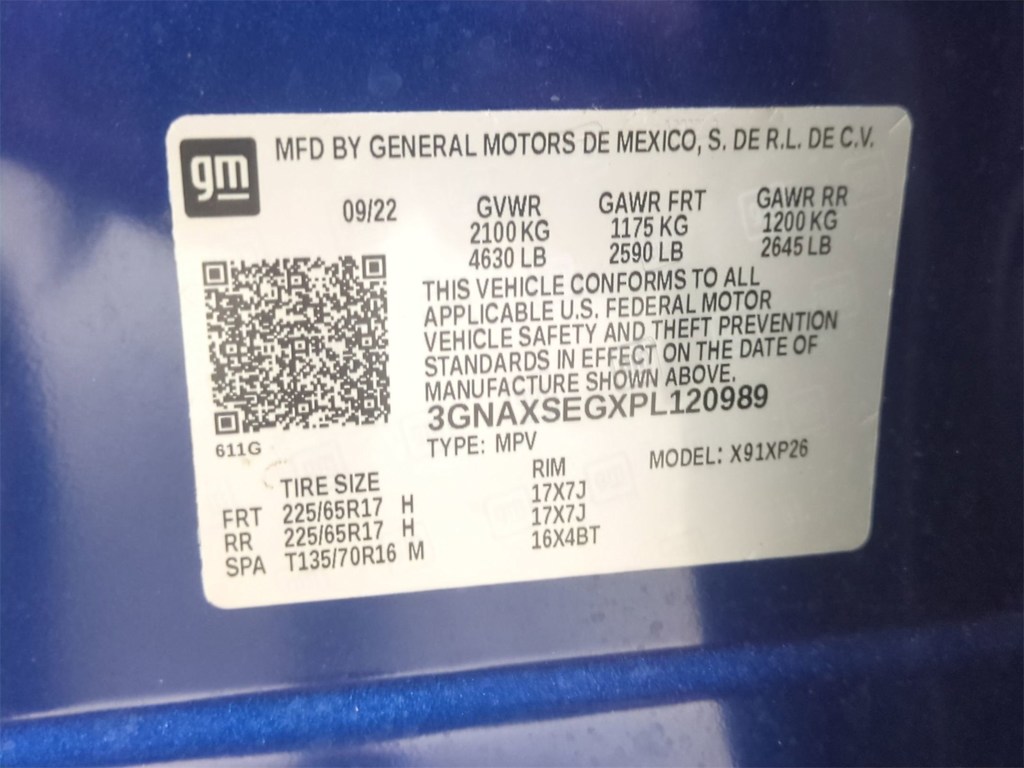 gm
MFD BY GENERAL MOTORS DE MEXICO, S. DE R.L. DE C.V.
09/22 GVWR GAWR FRT GAWR RR
2100 KG 1175 KG 1200 KG
4630 LB 2590 LB 2645 LB
THIS VEHICLE CONFORMS TO ALL
APPLICABLE U.S. FEDERAL MOTOR
VEHICLE SAFETY AND THEFT PREVENTION
STANDARDS IN EFFECT ON THE DATE OF
MANUFACTURE SHOWN ABOVE.
3GNAXSEGXPL120989
611G
TYPE: MPV MODEL: X91XP26
TIRE SIZE RIM
FRT 225/65R17 H 17X7J
RR 225/65R17 H 17X7J
SPA T135/70R16 M 16X4BT